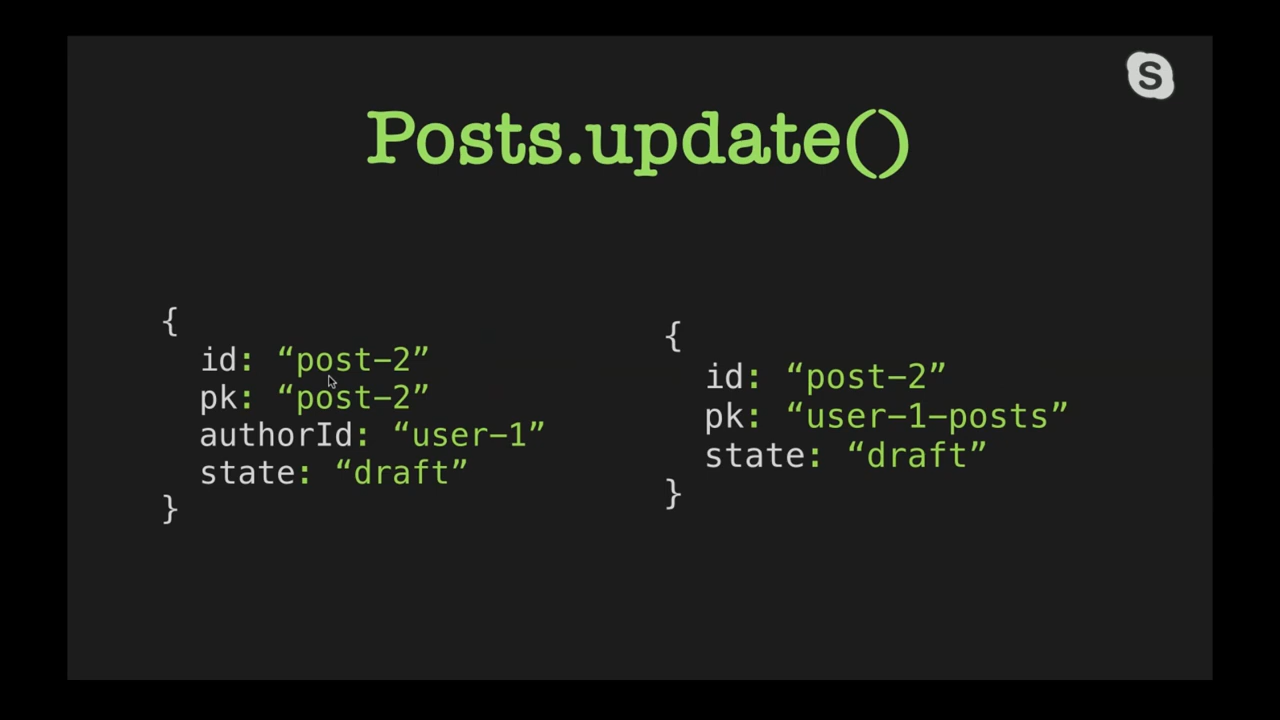 S
Posts.update()
{
id: “post-2”
pk: “post-2”
authorId: “user-1”
state: “draft”
}
{
id: “post-2”
pk: “user-1-posts”
state: “draft”
}